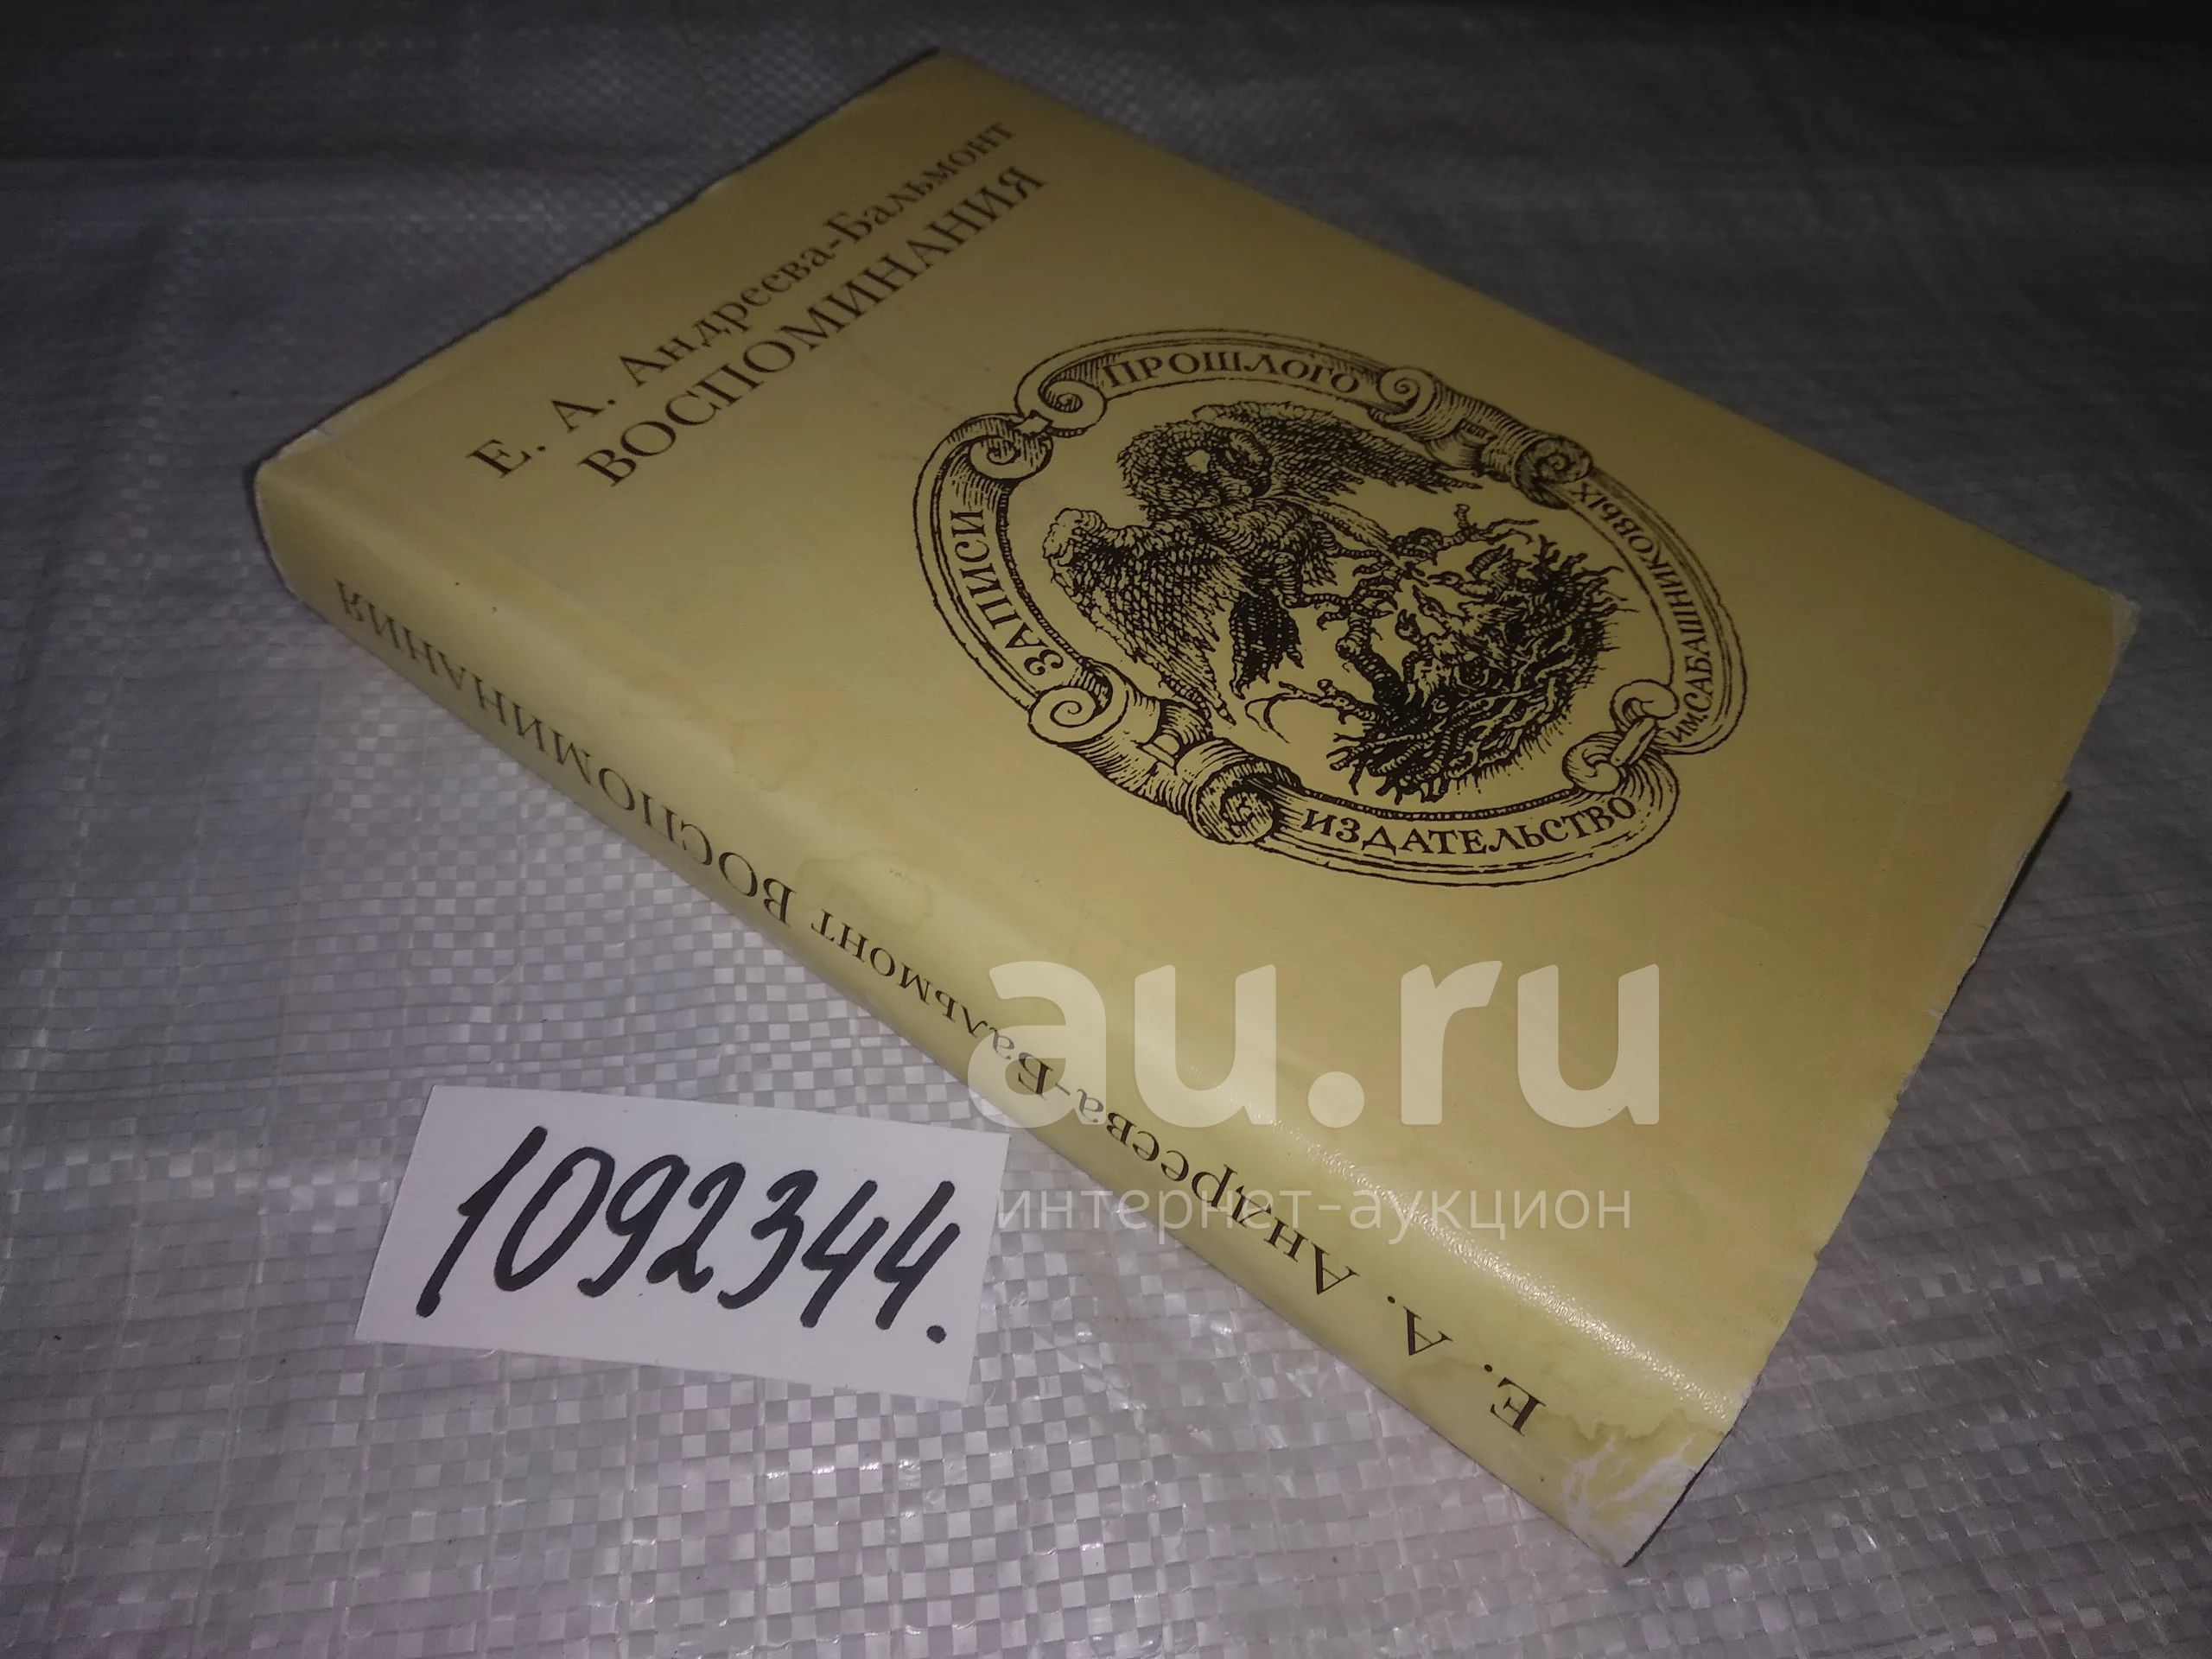 Е. А. Андреева-Бальмонт
ВОСПОМИНАНИЯ
ЗАПИСИ
ПРОШЛОГО
ИЗДАТЕЛЬСТВО
ИМ.САБАШНИКОВЫХ
Е. А. Андреева-Бальмонт ВОСПОМИНАНИЯ
1092344.
au.ru
интернет-аукцион